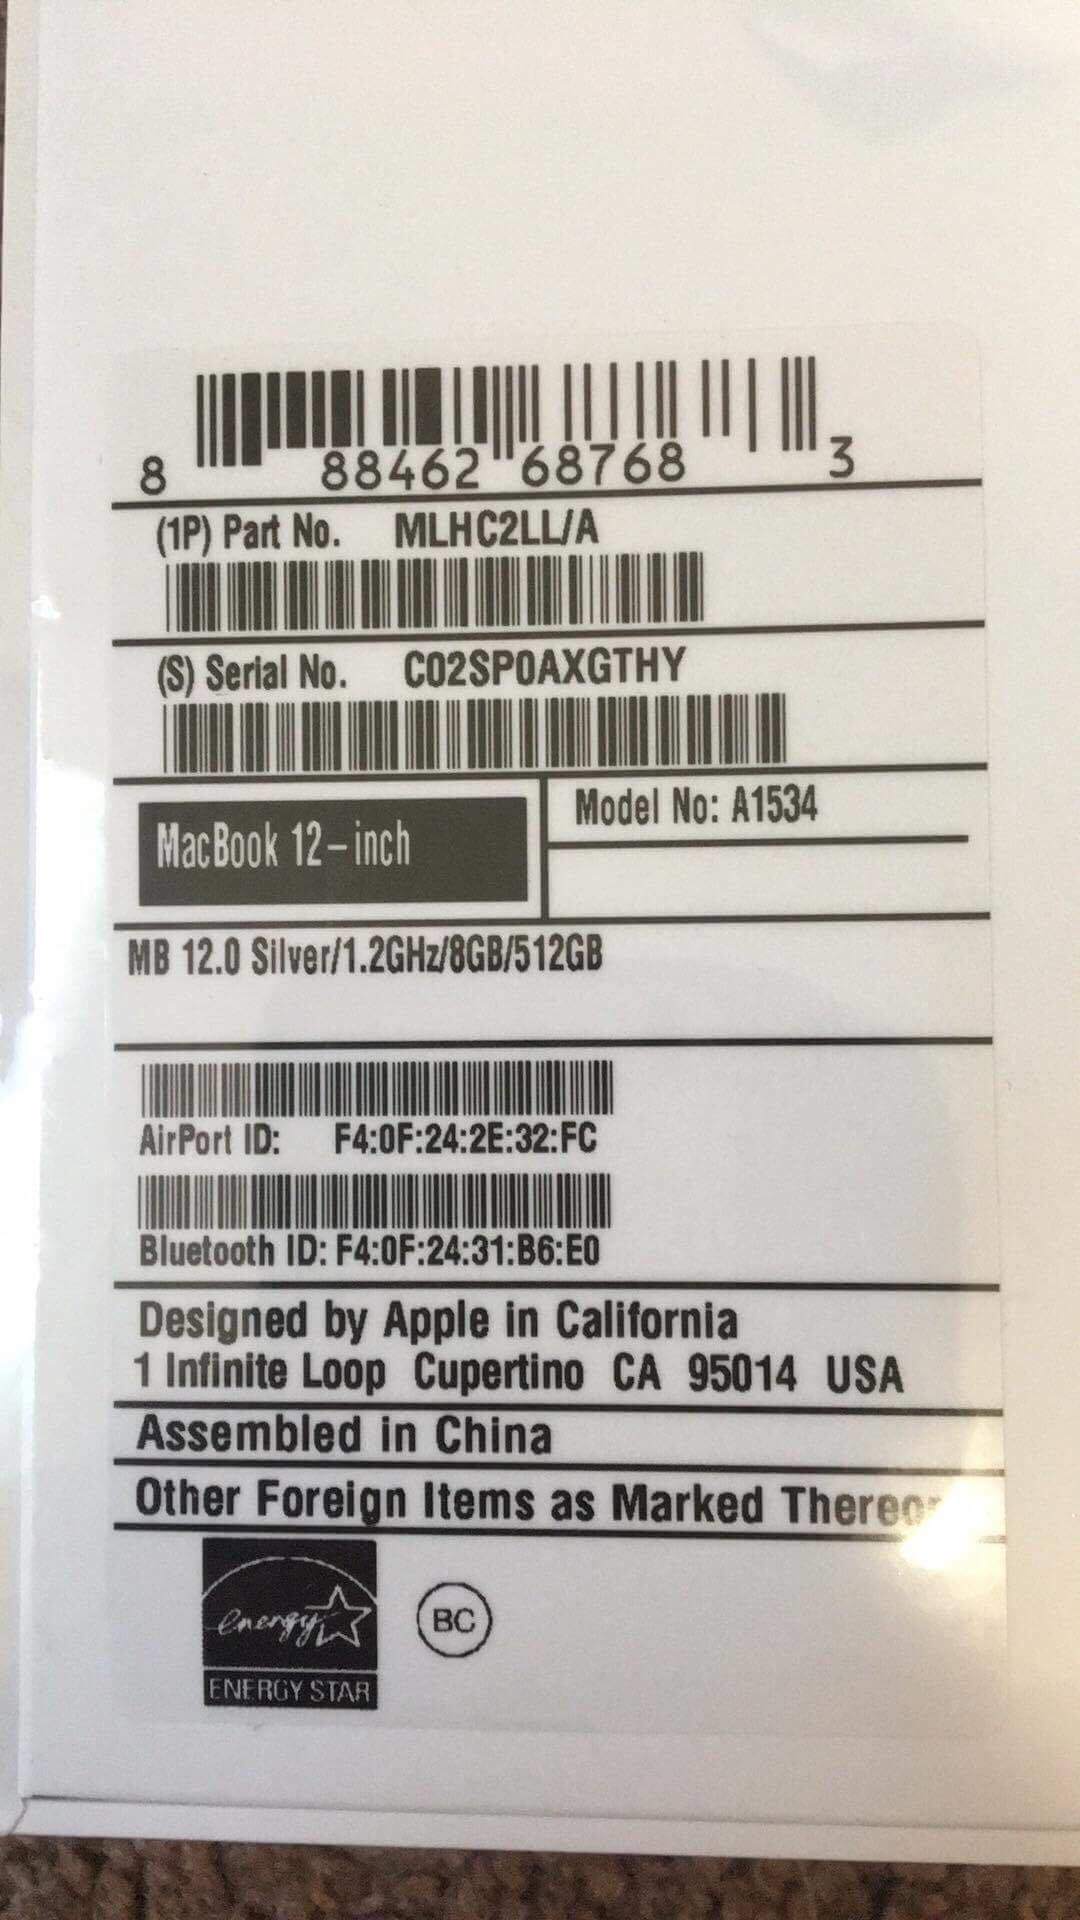 8 88462 68768 3
(1P) Part No. MLHC2LL/A
(S) Serial No. C02SP0AXGTHY
MacBook 12-inch
Model No: A1534
MB 12.0 Silver/1.2GHz/8GB/512GB
AirPort ID: F4:0F:24:2E:32:FC
Bluetooth ID: F4:0F:24:31:B6:E0
Designed by Apple in California
1 Infinite Loop Cupertino CA 95014 USA
Assembled in China
Other Foreign Items as Marked Thereon
energy
ENERGY STAR
BC